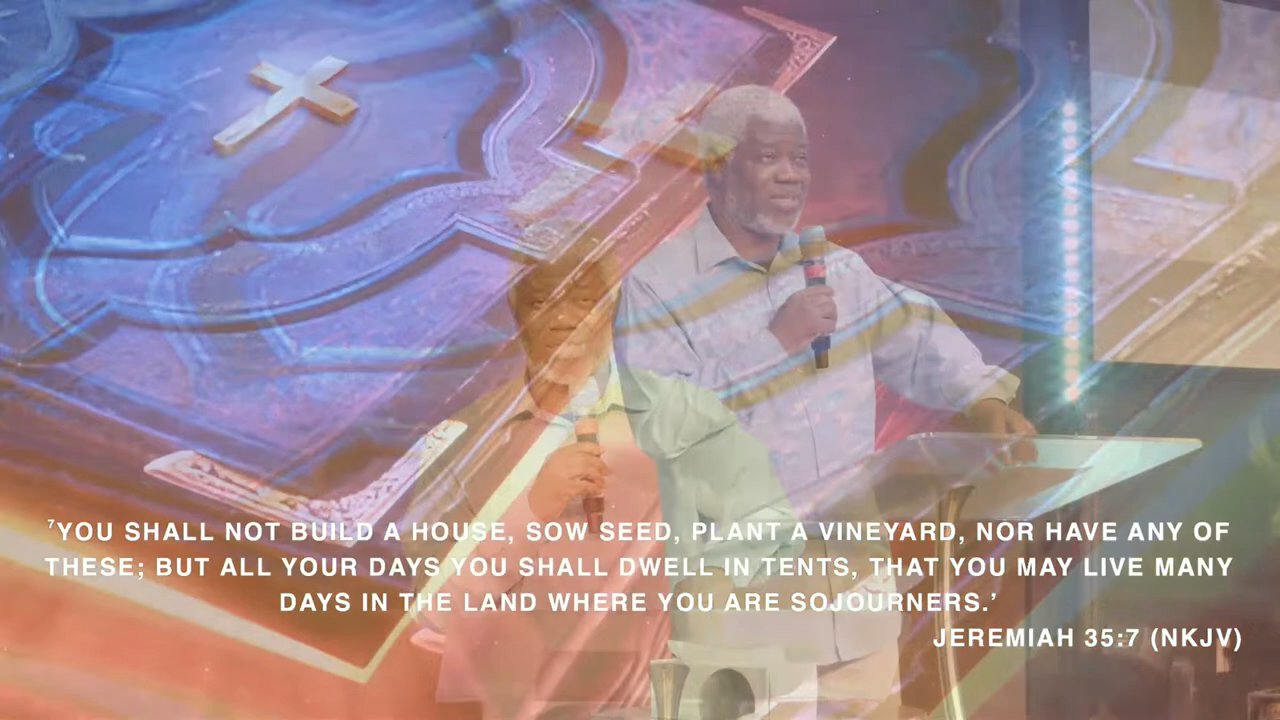 ⁷YOU SHALL NOT BUILD A HOUSE, SOW SEED, PLANT A VINEYARD, NOR HAVE ANY OF
THESE; BUT ALL YOUR DAYS YOU SHALL DWELL IN TENTS, THAT YOU MAY LIVE MANY
DAYS IN THE LAND WHERE YOU ARE SOJOURNERS.’
JEREMIAH 35:7 (NKJV)